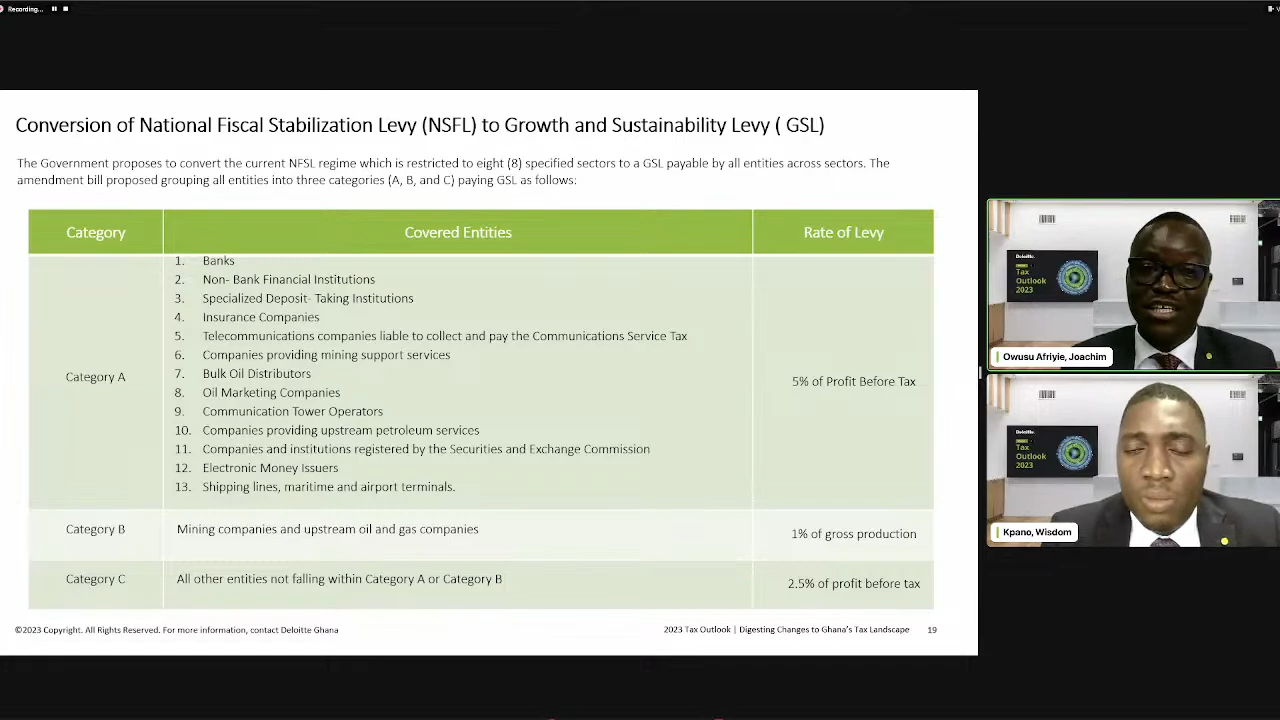 Recording...
Conversion of National Fiscal Stabilization Levy (NSFL) to Growth and Sustainability Levy ( GSL)
The Government proposes to convert the current NFSL regime which is restricted to eight (8) specified sectors to a GSL payable by all entities across sectors. The
amendment bill proposed grouping all entities into three categories (A, B, and C) paying GSL as follows:
Category Covered Entities Rate of Levy
Category A
1. Banks
2. Non- Bank Financial Institutions
3. Specialized Deposit- Taking Institutions
4. Insurance Companies
5. Telecommunications companies liable to collect and pay the Communications Service Tax
6. Companies providing mining support services
7. Bulk Oil Distributors
8. Oil Marketing Companies
9. Communication Tower Operators
10. Companies providing upstream petroleum services
11. Companies and institutions registered by the Securities and Exchange Commission
12. Electronic Money Issuers
13. Shipping lines, maritime and airport terminals.
5% of Profit Before Tax
Category B Mining companies and upstream oil and gas companies 1% of gross production
Category C All other entities not falling within Category A or Category B 2.5% of profit before tax
©2023 Copyright. All Rights Reserved. For more information, contact Deloitte Ghana
2023 Tax Outlook | Digesting Changes to Ghana's Tax Landscape 19
Deloitte.
Tax
Outlook
2023
Owusu Afriyie, Joachim
Deloitte.
Tax
Outlook
2023
Kpano, Wisdom